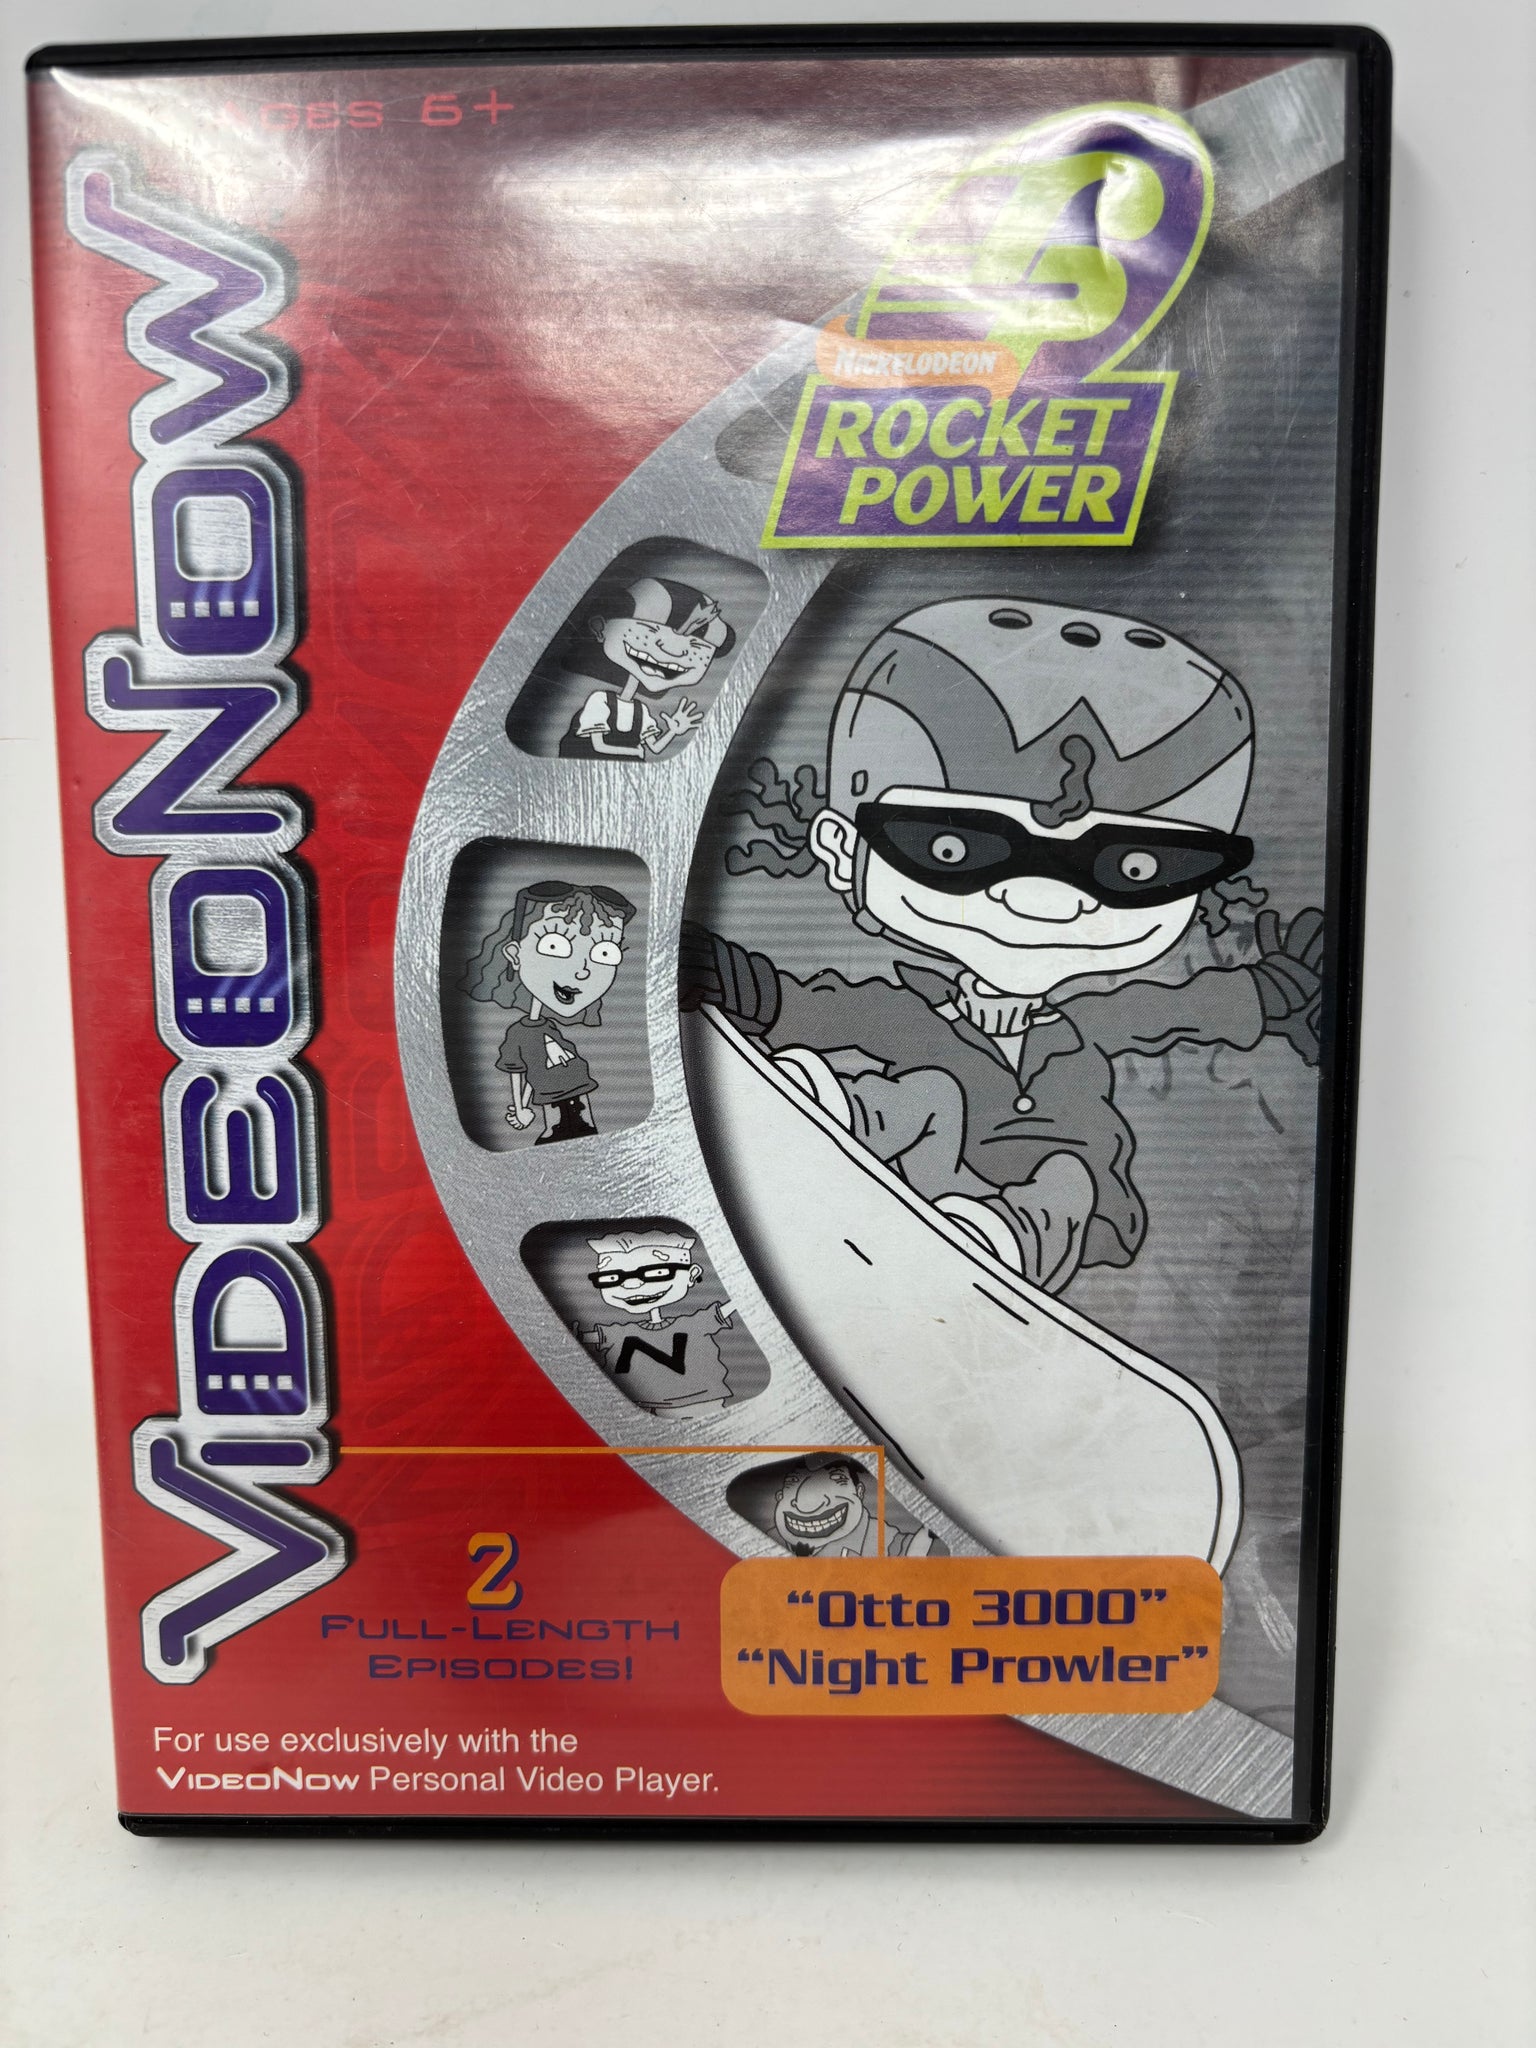 AGES 6+
VIDEONOW
NICKELODEON
ROCKET
POWER
N
2
FULL-LENGTH
EPISODES!
"Otto 3000"
"Night Prowler"
For use exclusively with the
VIDEONOW Personal Video Player.